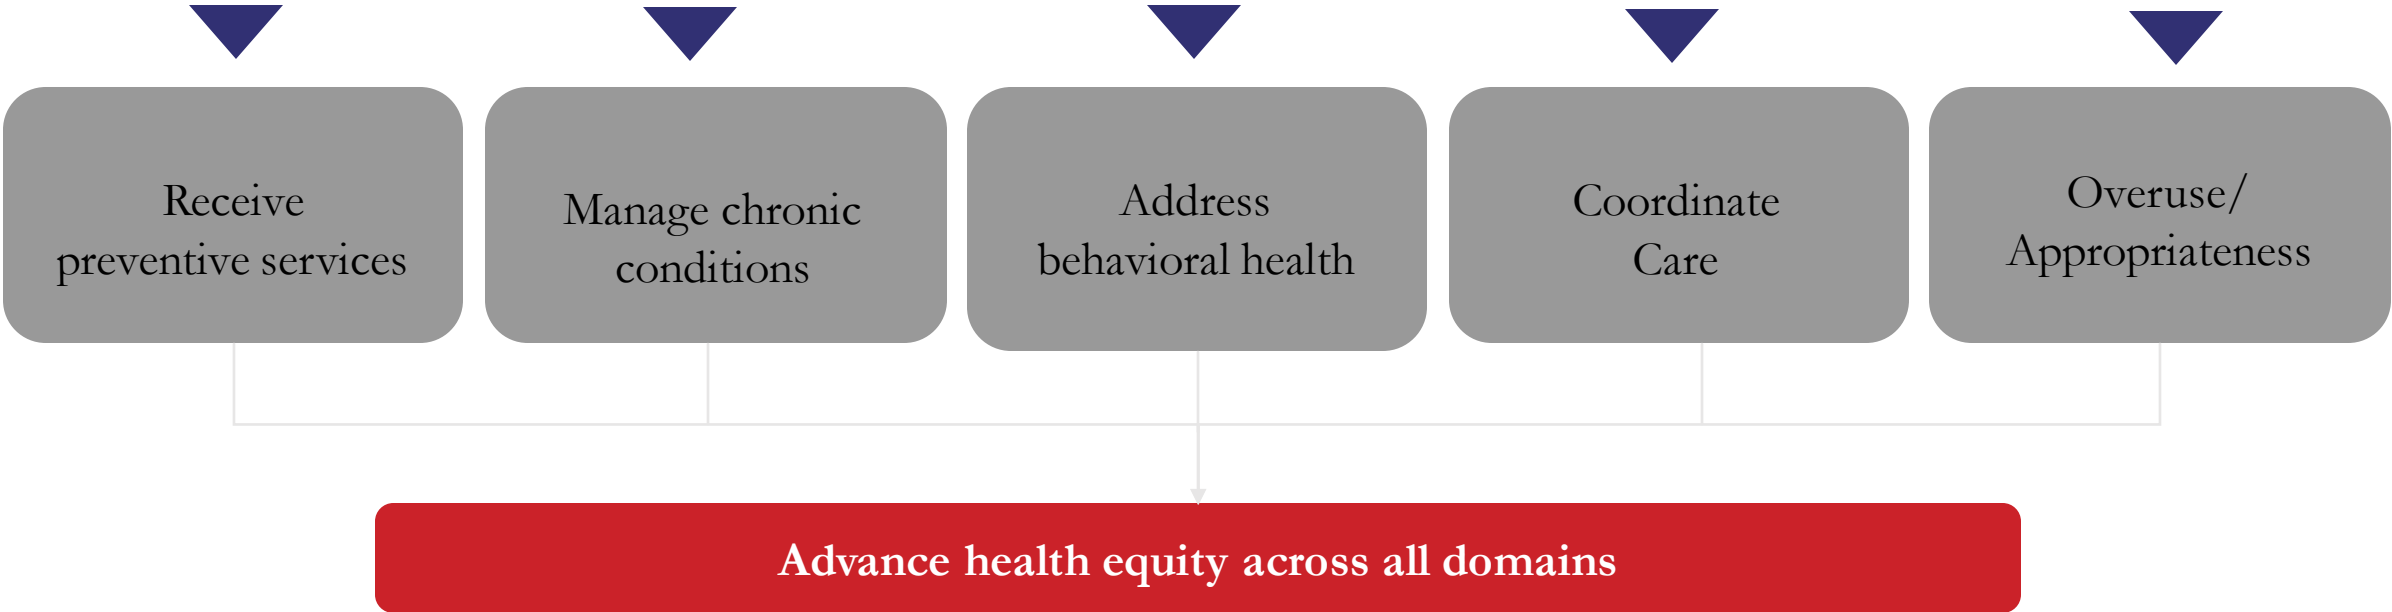 Receive
preventive services
Manage chronic
conditions
Address
behavioral health
Coordinate
Care
Overuse/
Appropriateness
Advance health equity across all domains